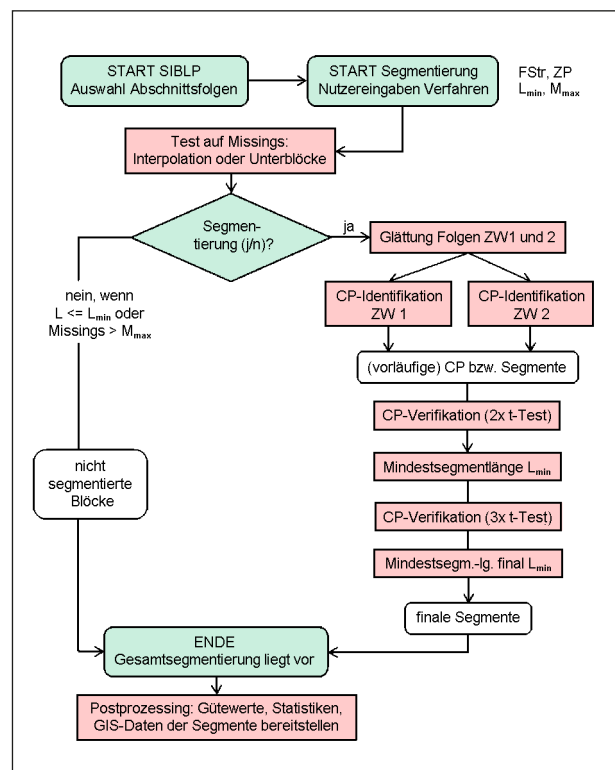 START SIBLP
Auswahl Abschnittsfolgen
START Segmentierung
Nutzereingaben Verfahren
FStr, ZP
Lmin, Mmax
Test auf Missings:
Interpolation oder Unterblöcke
Segmen-
tierung (j/n)?
ja
Glättung Folgen ZW1 und 2
nein, wenn
L <= Lmin oder
Missings > Mmax
CP-Identifikation
ZW 1
CP-Identifikation
ZW 2
(vorläufige) CP bzw. Segmente
CP-Verifikation (2x t-Test)
Mindestsegmentlänge Lmin
CP-Verifikation (3x t-Test)
Mindestsegm.-lg. final Lmin
nicht
segmentierte
Blöcke
finale Segmente
ENDE
Gesamtsegmentierung liegt vor
Postprozessing: Gütewerte, Statistiken,
GIS-Daten der Segmente bereitstellen